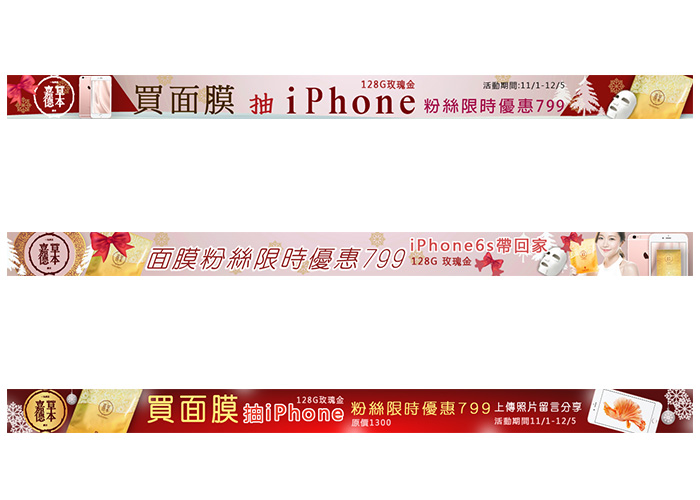 嘉德
草本
買面膜 抽 iPhone
128G玫瑰金
粉絲限時優惠799
活動期間:11/1-12/5
嘉德
草本
面膜粉絲限時優惠799
iPhone6s帶回家
128G 玫瑰金
嘉德
草本
買面膜 抽iPhone
128G玫瑰金
粉絲限時優惠799
原價1300
上傳照片留言分享
活動期間11/1-12/5